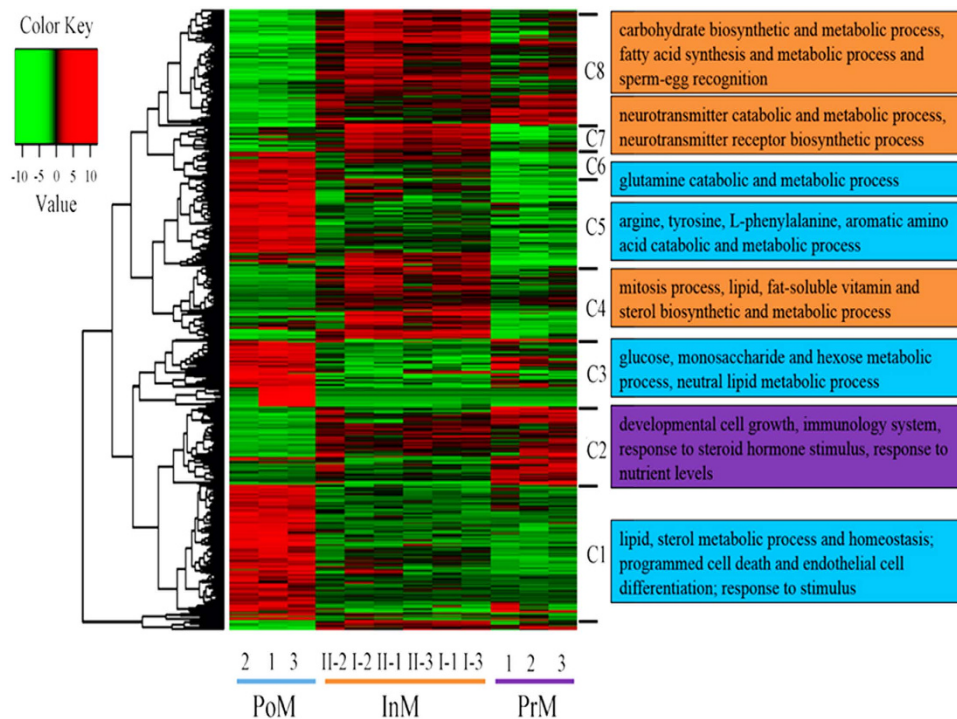 Color Key
-10 -5 0 5 10
Value
C8
C7
C6
C5
C4
C3
C2
C1
carbohydrate biosynthetic and metabolic process,
fatty acid synthesis and metabolic process and
sperm-egg recognition
neurotransmitter catabolic and metabolic process,
neurotransmitter receptor biosynthetic process
glutamine catabolic and metabolic process
argine, tyrosine, L-phenylalanine, aromatic amino
acid catabolic and metabolic process
mitosis process, lipid, fat-soluble vitamin and
sterol biosynthetic and metabolic process
glucose, monosaccharide and hexose metabolic
process, neutral lipid metabolic process
developmental cell growth, immunology system,
response to steroid hormone stimulus, response to
nutrient levels
lipid, sterol metabolic process and homeostasis;
programmed cell death and endothelial cell
differentiation; response to stimulus
2 1 3 II-2 I-2 II-1 II-3 I-1 I-3 1 2 3
PoM InM PrM